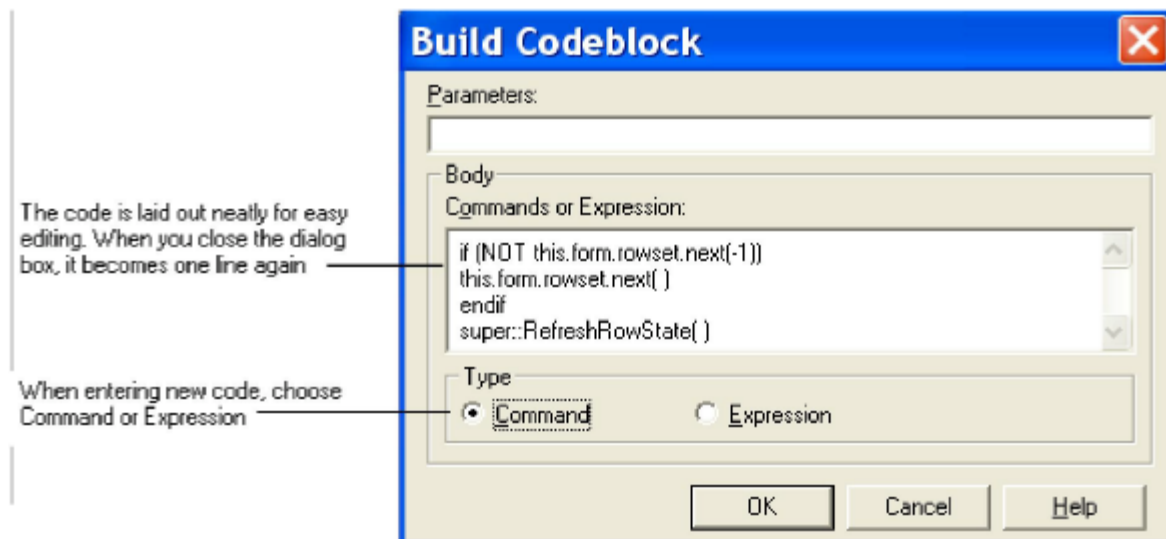 Build Codeblock
Parameters:
Body
Commands or Expression:
The code is laid out neatly for easy
editing. When you close the dialog
box, it becomes one line again
if (NOT this.form.rowset.next(-1))
this.form.rowset.next( )
endif
super::RefreshRowState( )
When entering new code, choose
Command or Expression
Type
Command
Expression
OK
Cancel
Help